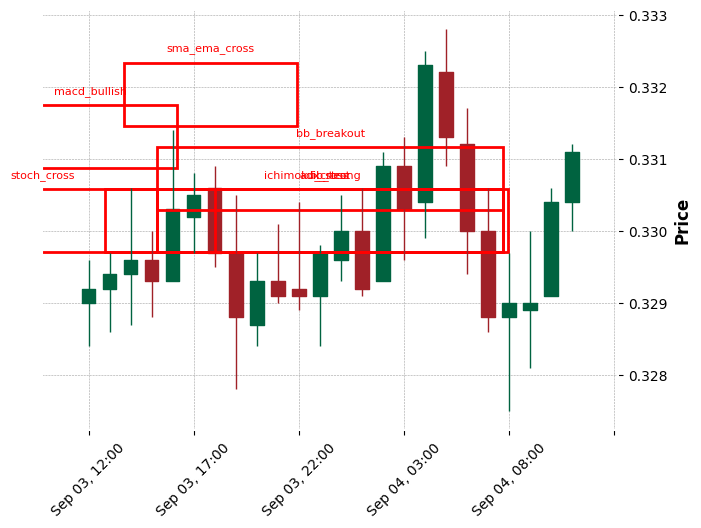 sma_ema_cross
macd_bullish
bb_breakout
stoch_cross
0.333
0.332
0.331
0.330
0.329
0.328
Price
Sep 03, 12:00
Sep 03, 17:00
Sep 03, 22:00
Sep 04, 03:00
Sep 04, 08:00